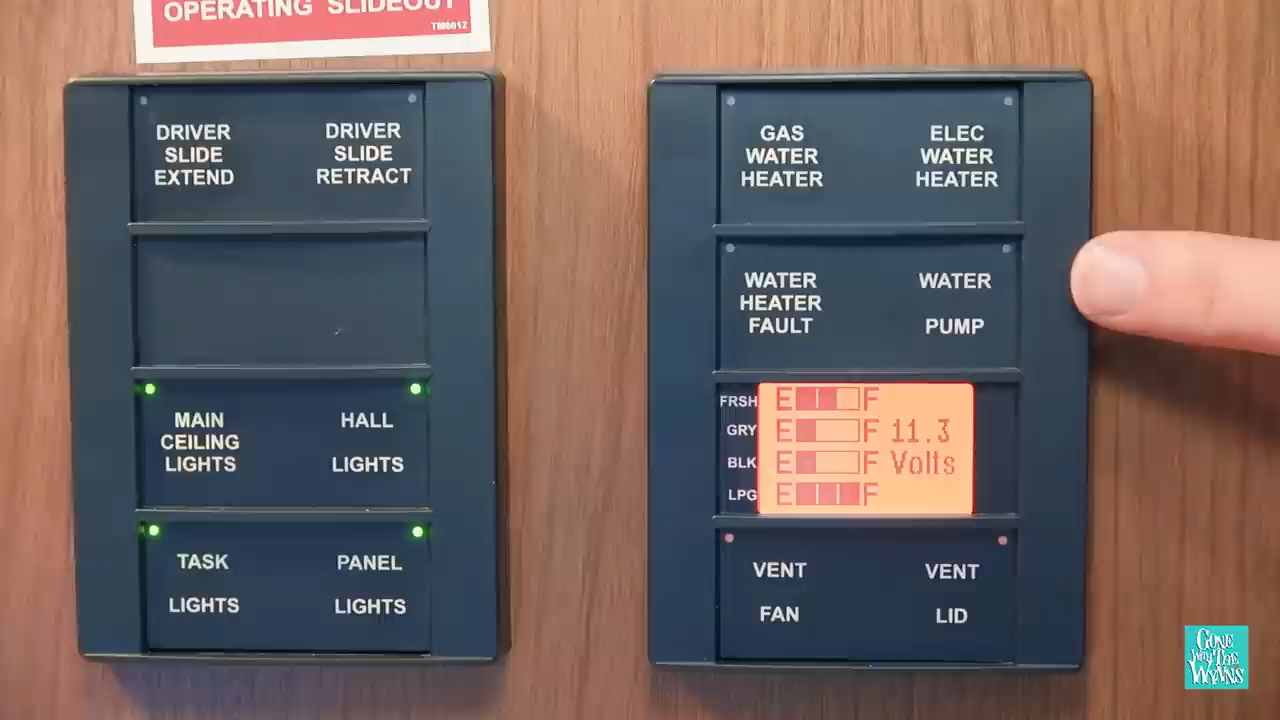 OPERATING SLIDEOUT
TM0012
DRIVER
SLIDE
EXTEND
DRIVER
SLIDE
RETRACT
MAIN
CEILING
LIGHTS
HALL
LIGHTS
TASK
LIGHTS
PANEL
LIGHTS
GAS
WATER
HEATER
ELEC
WATER
HEATER
WATER
HEATER
FAULT
WATER
PUMP
FRSH E F
GRY E F 11.3
BLK E F Volts
LPG E F
VENT
FAN
VENT
LID
GONE
WITH THE
WYNNS